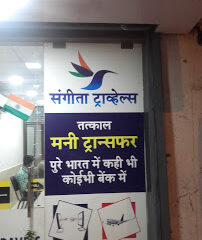 संगीता ट्राव्हेल्स
तत्काल
मनी ट्रान्सफर
पुरे भारत में कही भी
कोईभी बेंक में